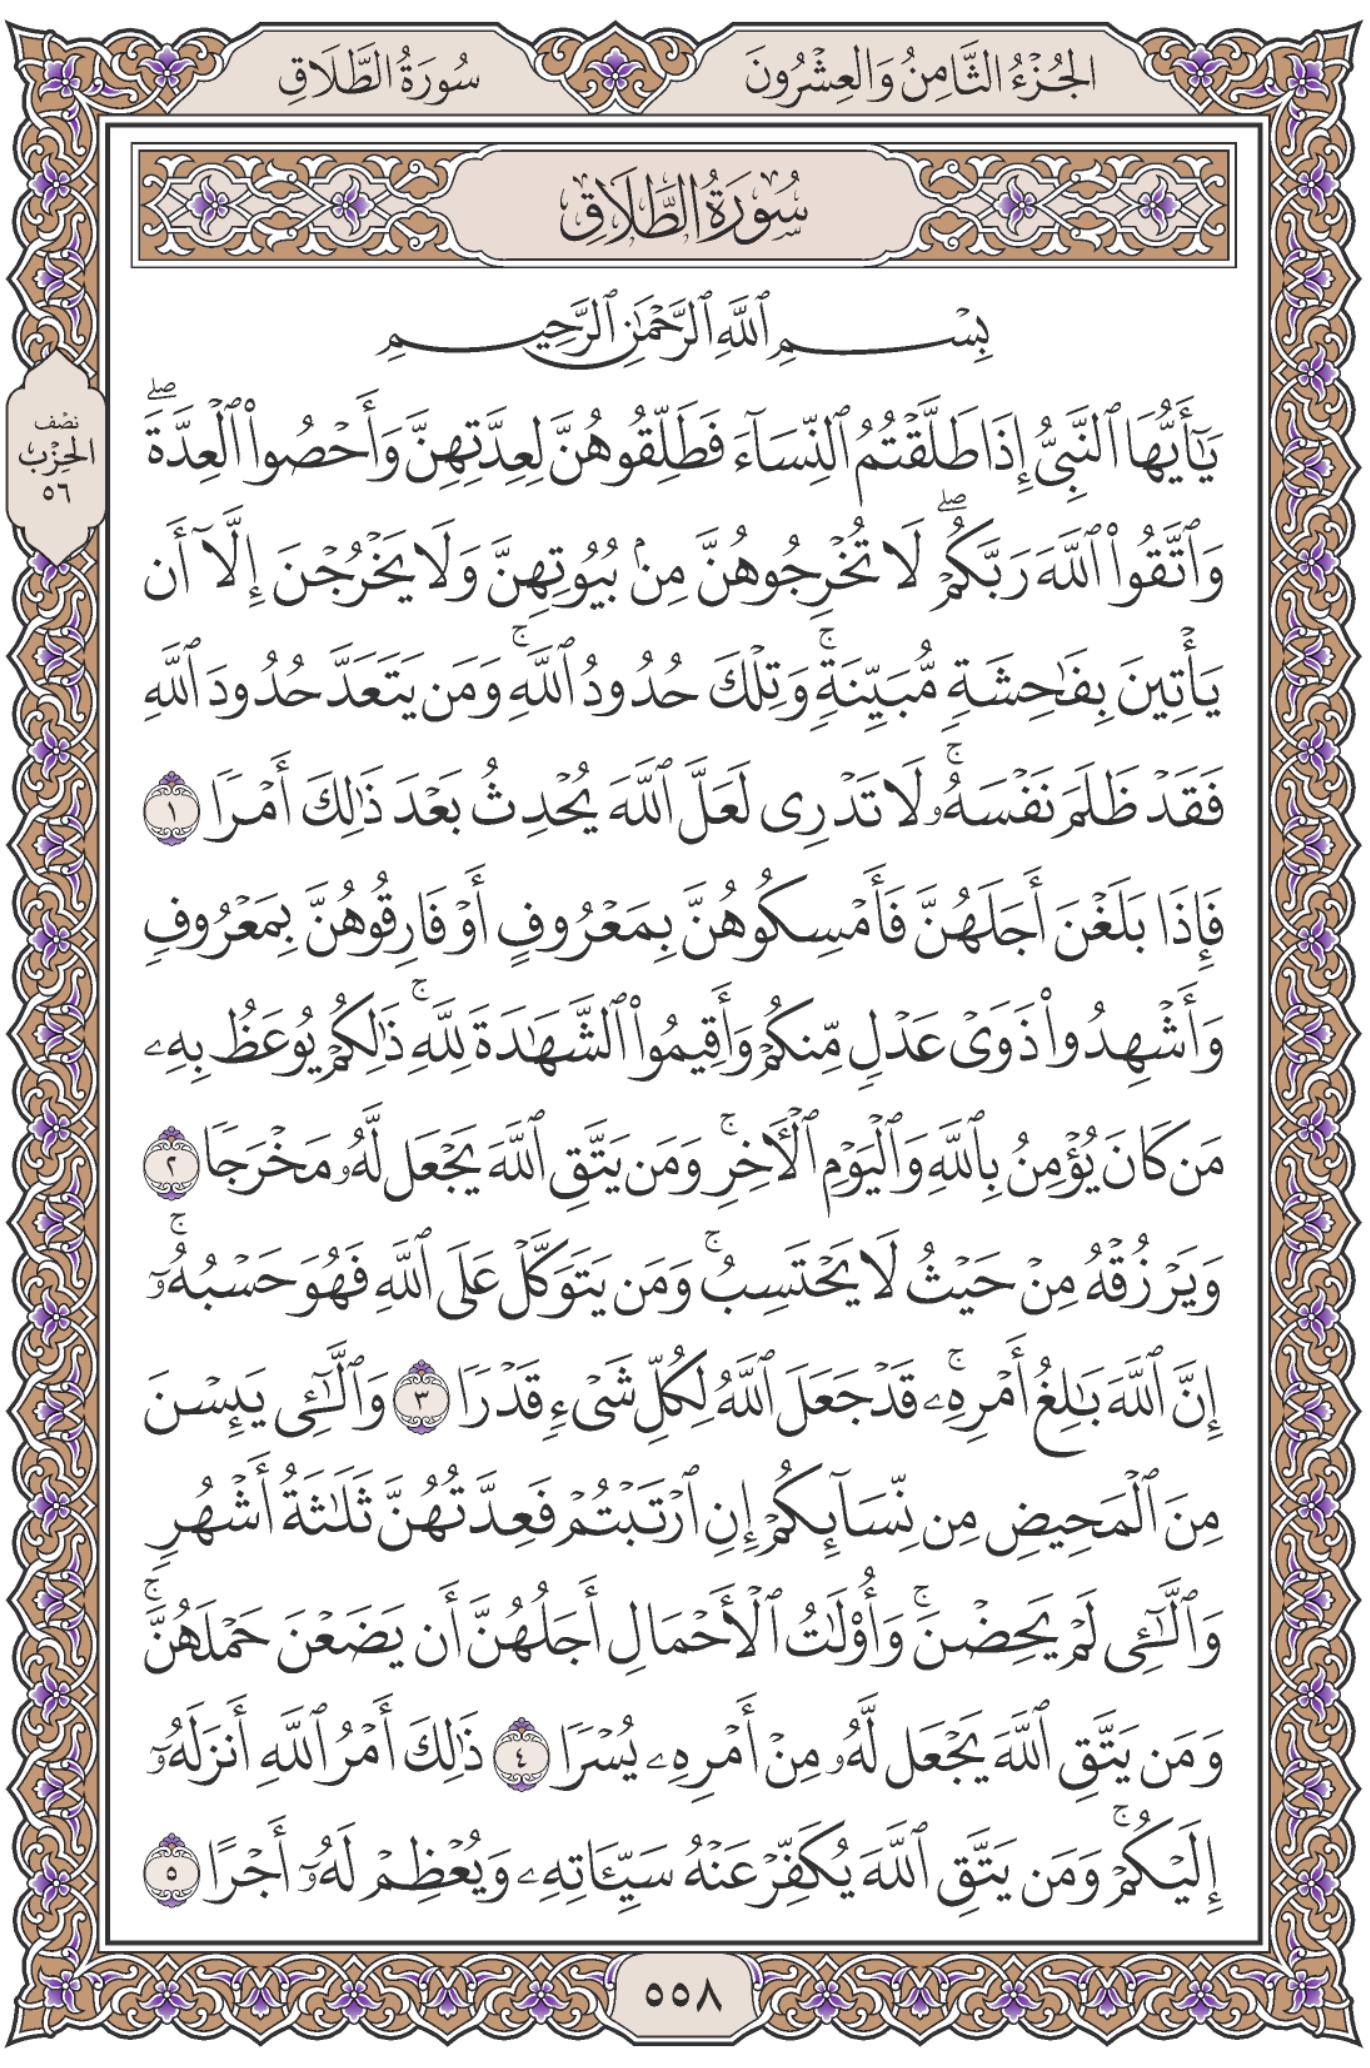 الجُزْءُ الثَّامِنُ وَالعِشْرُونَ
سُورَةُ الطَّلَاقِ
سُورَةُ الطَّلَاقِ
بِسْمِ ٱللَّهِ ٱلرَّحْمَٰنِ ٱلرَّحِيمِ
يَٰٓأَيُّهَا ٱلنَّبِىُّ إِذَا طَلَّقْتُمُ ٱلنِّسَآءَ فَطَلِّقُوهُنَّ لِعِدَّتِهِنَّ وَأَحْصُوا۟ ٱلْعِدَّةَۖ
وَٱتَّقُوا۟ ٱللَّهَ رَبَّكُمْۖ لَا تُخْرِجُوهُنَّ مِنۢ بُيُوتِهِنَّ وَلَا يَخْرُجْنَ إِلَّآ أَن
يَأْتِينَ بِفَٰحِشَةٍ مُّبَيِّنَةٍۚ وَتِلْكَ حُدُودُ ٱللَّهِۚ وَمَن يَتَعَدَّ حُدُودَ ٱللَّهِ
فَقَدْ ظَلَمَ نَفْسَهُۥۚ لَا تَدْرِى لَعَلَّ ٱللَّهَ يُحْدِثُ بَعْدَ ذَٰلِكَ أَمْرًا ١
فَإِذَا بَلَغْنَ أَجَلَهُنَّ فَأَمْسِكُوهُنَّ بِمَعْرُوفٍ أَوْ فَارِقُوهُنَّ بِمَعْرُوفٍ
وَأَشْهِدُوا۟ ذَوَىْ عَدْلٍ مِّنكُمْ وَأَقِيمُوا۟ ٱلشَّهَٰدَةَ لِلَّهِۚ ذَٰلِكُمْ يُوعَظُ بِهِۦ
مَن كَانَ يُؤْمِنُ بِٱللَّهِ وَٱلْيَوْمِ ٱلْءَاخِرِۚ وَمَن يَتَّقِ ٱللَّهَ يَجْعَل لَّهُۥ مَخْرَجًا ٢
وَيَرْزُقْهُ مِنْ حَيْثُ لَا يَحْتَسِبُۚ وَمَن يَتَوَكَّلْ عَلَى ٱللَّهِ فَهُوَ حَسْبُهُۥٓۚ
إِنَّ ٱللَّهَ بَٰلِغُ أَمْرِهِۦۚ قَدْ جَعَلَ ٱللَّهُ لِكُلِّ شَىْءٍ قَدْرًا ٣ وَٱلَّٰٓـِٔى يَئِسْنَ
مِنَ ٱلْمَحِيضِ مِن نِّسَآئِكُمْ إِنِ ٱرْتَبْتُمْ فَعِدَّتُهُنَّ ثَلَٰثَةُ أَشْهُرٍ
وَٱلَّٰٓـِٔى لَمْ يَحِضْنَۚ وَأُو۟لَٰتُ ٱلْأَحْمَالِ أَجَلُهُنَّ أَن يَضَعْنَ حَمْلَهُنَّۚ
وَمَن يَتَّقِ ٱللَّهَ يَجْعَل لَّهُۥ مِنْ أَمْرِهِۦ يُسْرًا ٤ ذَٰلِكَ أَمْرُ ٱللَّهِ أَنزَلَهُۥٓ
إِلَيْكُمْۚ وَمَن يَتَّقِ ٱللَّهَ يُكَفِّرْ عَنْهُ سَيِّـَٔاتِهِۦ وَيُعْظِمْ لَهُۥٓ أَجْرًا ٥
نصف
الحِزْب
٥٦
٥٥٨